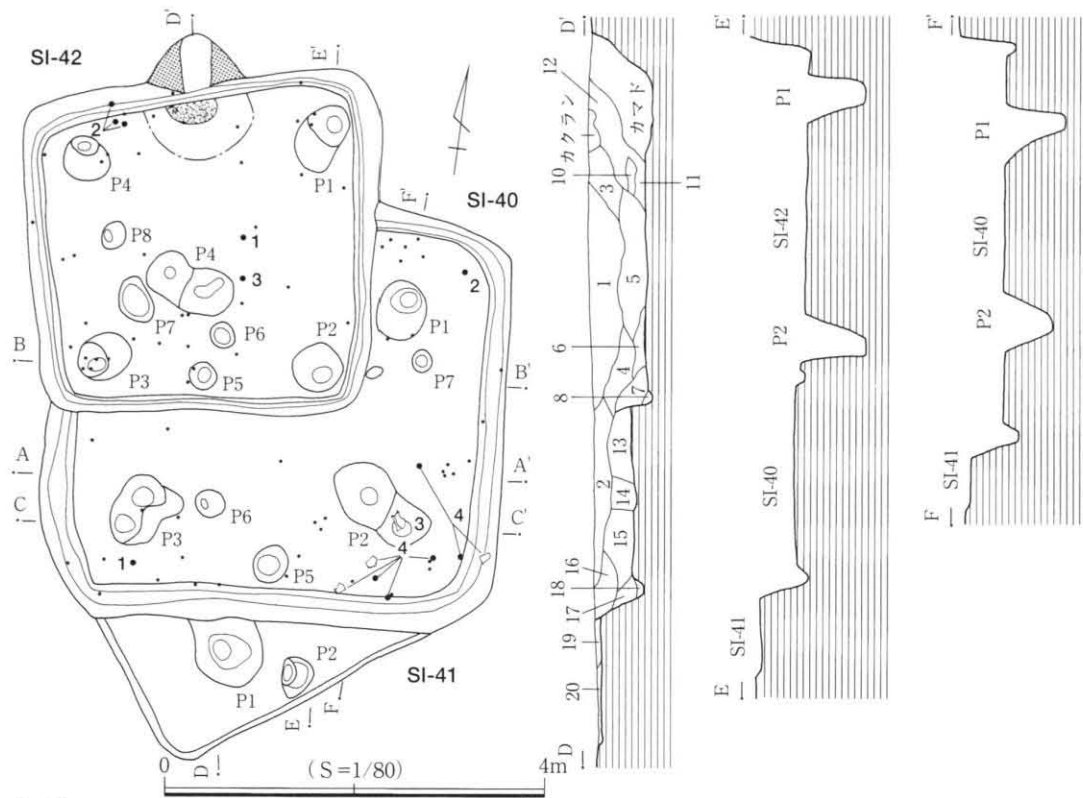 SI-42
D'
E'
2
P4
P1
P8
P4
1
3
P7
P6
P2
P3
P5
B
F'
SI-40
2
P1
P7
B'
A
A'
C
C'
P3
P6
P2
3
4
4
1
P5
P1
P2
SI-41
E
F
D
0
(S=1/80)
4m
D'
12
カクラン
カマド
10
3
11
1
5
6
4
7
8
13
2
14
15
16
18
17
19
20
D
E'
P1
SI-42
P2
SI-40
SI-41
E
F'
P1
SI-40
P2
SI-41
F